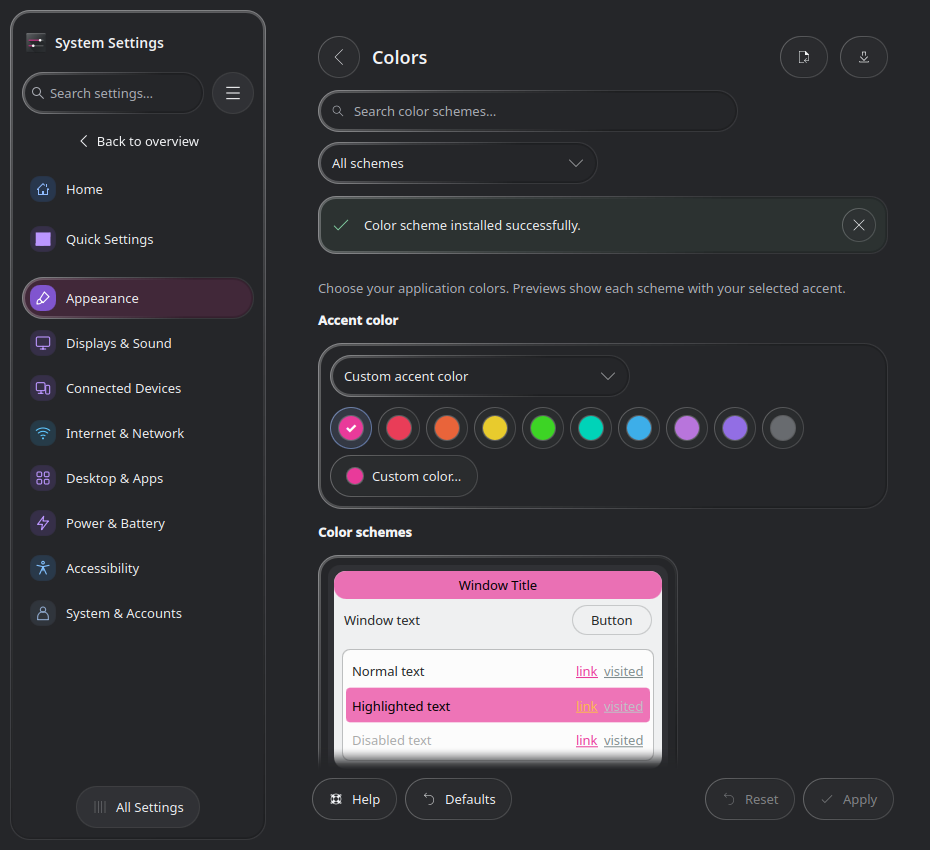 System Settings
Search settings...
Back to overview
Home
Quick Settings
Appearance
Displays & Sound
Connected Devices
Internet & Network
Desktop & Apps
Power & Battery
Accessibility
System & Accounts
All Settings
Colors
Search color schemes...
All schemes
Color scheme installed successfully.
Choose your application colors. Previews show each scheme with your selected accent.
Accent color
Custom accent color
Custom color...
Color schemes
Window Title
Window text Button
Normal text link visited
Highlighted text link visited
Disabled text link visited
Help Defaults Reset Apply